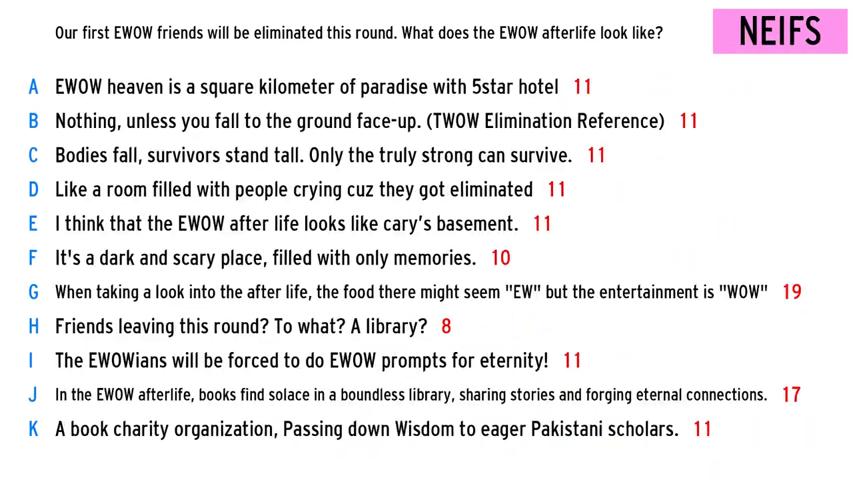 Our first EWOW friends will be eliminated this round. What does the EWOW afterlife look like?
NEIFS
A EWOW heaven is a square kilometer of paradise with 5star hotel 11
B Nothing, unless you fall to the ground face-up. (TWOW Elimination Reference) 11
C Bodies fall, survivors stand tall. Only the truly strong can survive. 11
D Like a room filled with people crying cuz they got eliminated 11
E I think that the EWOW after life looks like cary's basement. 11
F It's a dark and scary place, filled with only memories. 10
G When taking a look into the after life, the food there might seem "EW" but the entertainment is "WOW" 19
H Friends leaving this round? To what? A library? 8
I The EWOWians will be forced to do EWOW prompts for eternity! 11
J In the EWOW afterlife, books find solace in a boundless library, sharing stories and forging eternal connections. 17
K A book charity organization, Passing down Wisdom to eager Pakistani scholars. 11